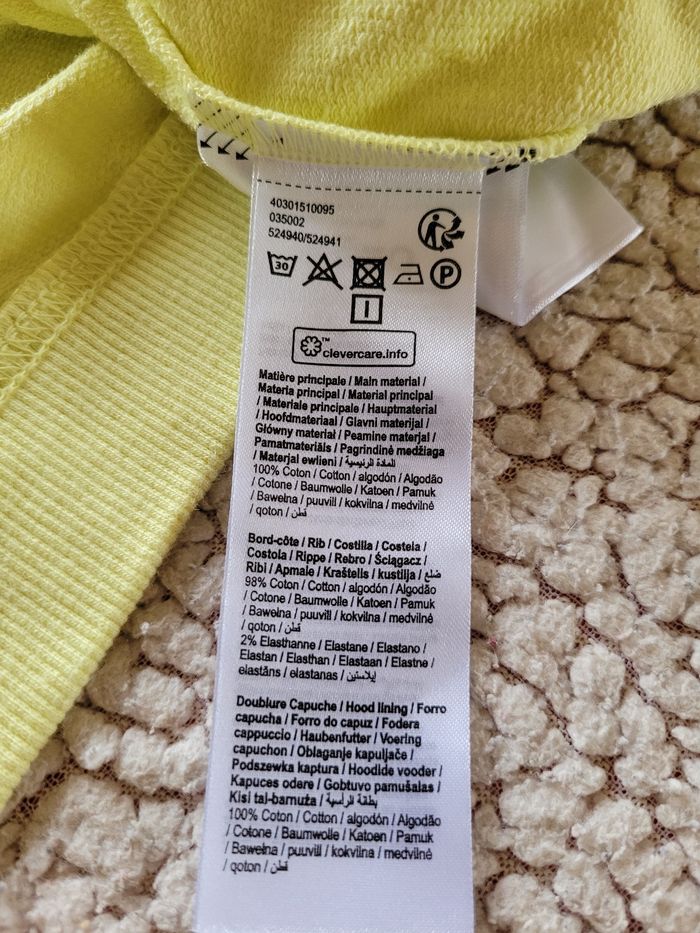 40301510095
035002
524940/524941
30 P
I
clevercare.info™
Matière principale / Main material /
Materia principal / Material principal
/ Materiale principale / Hauptmaterial
/ Hoofdmateriaal / Glavni materijal /
Główny materiał / Peamine materjal /
Pamatmateriāls / Pagrindinė medžiaga
/ Materjal ewlieni / المادة الرئيسية
100% Coton / Cotton / algodón / Algodão
/ Cotone / Baumwolle / Katoen / Pamuk
/ Bawełna / puuvill / kokvilna / medvilnė
/ qoton / قطن
Bord-côte / Rib / Costilla / Costela /
Costola / Rippe / Rebro / Ściągacz /
Ribi / Apmale / Kraštelis / kustilja / ضلع
98% Coton / Cotton / algodón / Algodão
/ Cotone / Baumwolle / Katoen / Pamuk
/ Bawełna / puuvill / kokvilna / medvilnė
/ qoton / قطن
2% Elasthanne / Elastane / Elastano /
Elastan / Elasthan / Elastaan / Elastne /
elastāns / elastanas / إيلاستين
Doublure Capuche / Hood lining / Forro
capucha / Forro do capuz / Fodera
cappuccio / Haubenfutter / Voering
capuchon / Oblaganje kapuljače /
Podszewka kaptura / Hoodide vooder /
Kapuces odere / Gobtuvo pamušalas /
Kisi tal-barnuża / بطانة الرأسية
100% Coton / Cotton / algodón / Algodão
/ Cotone / Baumwolle / Katoen / Pamuk
/ Bawełna / puuvill / kokvilna / medvilnė
/ qoton / قطن